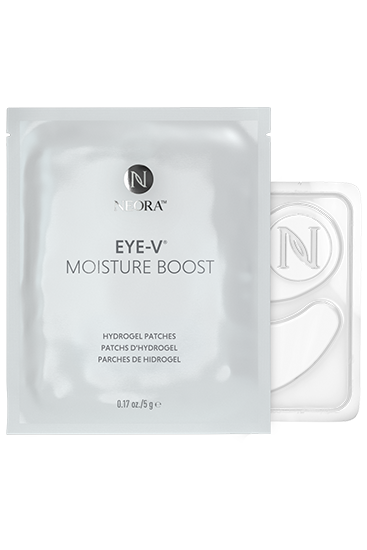 N
NEORA™
EYE-V®
MOISTURE BOOST
HYDROGEL PATCHES
PATCHS D'HYDROGEL
PARCHES DE HIDROGEL
0.17 oz./5 g ℮
N